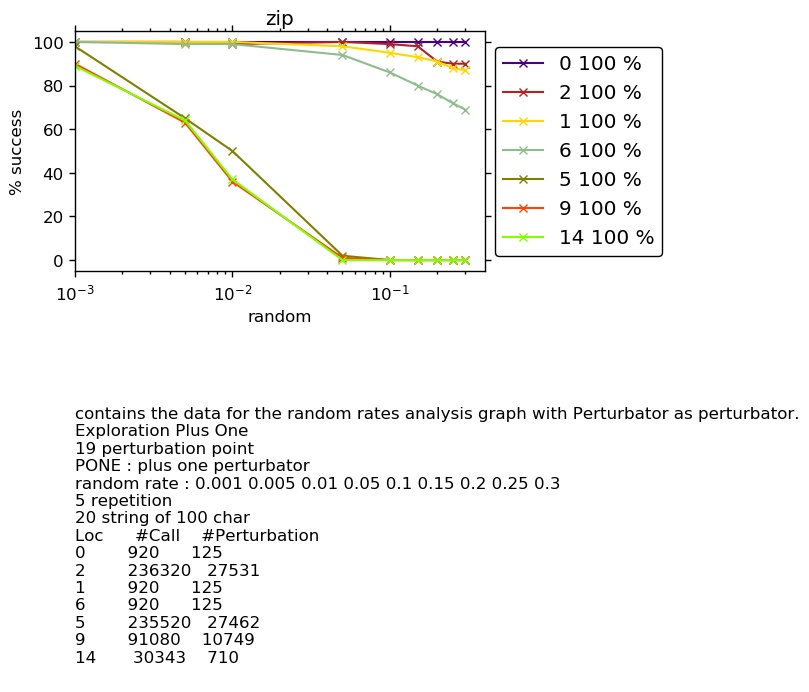 zip
100
80
60
40
20
0
% success
10⁻³
10⁻²
10⁻¹
random
0 100 %
2 100 %
1 100 %
6 100 %
5 100 %
9 100 %
14 100 %
contains the data for the random rates analysis graph with Perturbator as perturbator.
Exploration Plus One
19 perturbation point
PONE : plus one perturbator
random rate : 0.001 0.005 0.01 0.05 0.1 0.15 0.2 0.25 0.3
5 repetition
20 string of 100 char
Loc #Call #Perturbation
0 920 125
2 236320 27531
1 920 125
6 920 125
5 235520 27462
9 91080 10749
14 30343 710